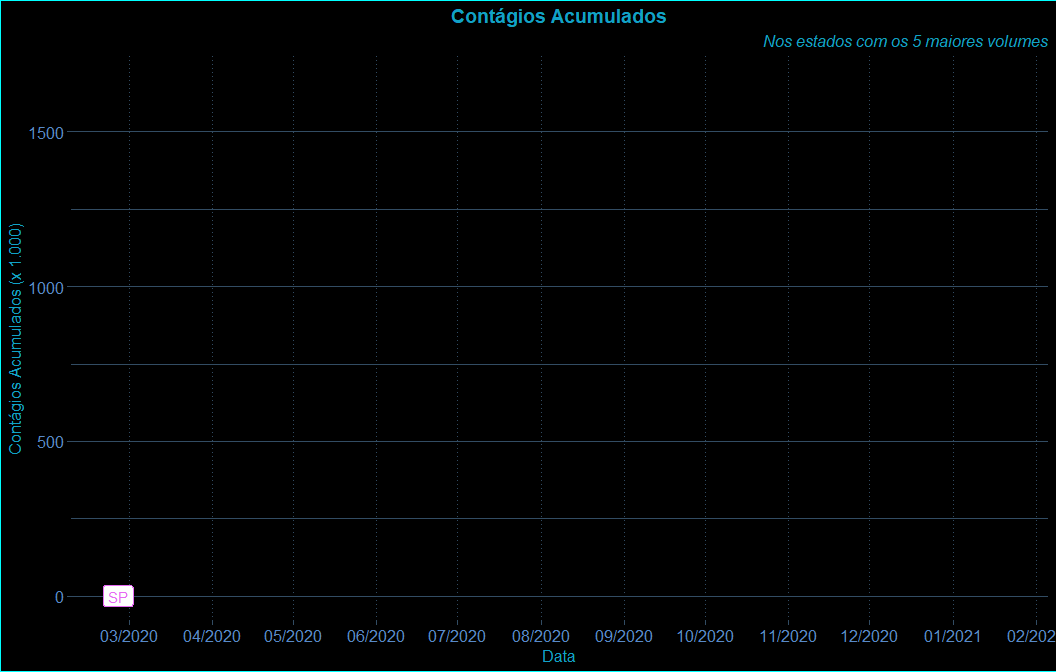 Contágios Acumulados
Nos estados com os 5 maiores volumes
Contágios Acumulados (x 1.000)
1500
1000
500
0
SP
03/2020 04/2020 05/2020 06/2020 07/2020 08/2020 09/2020 10/2020 11/2020 12/2020 01/2021 02/202
Data